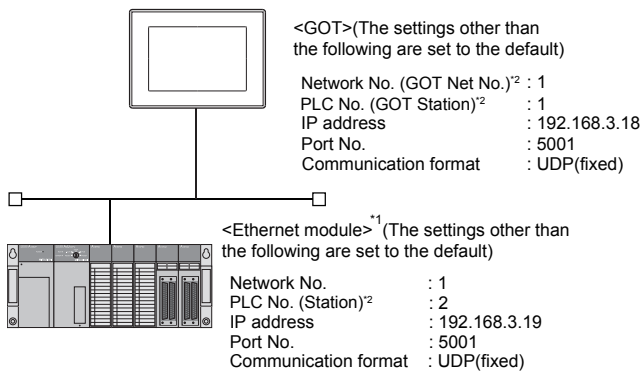 <GOT>(The settings other than
the following are set to the default)
Network No. (GOT Net No.)*2 : 1
PLC No. (GOT Station)*2 : 1
IP address : 192.168.3.18
Port No. : 5001
Communication format : UDP(fixed)
<Ethernet module>*1(The settings other than
the following are set to the default)
Network No. : 1
PLC No. (Station)*2 : 2
IP address : 192.168.3.19
Port No. : 5001
Communication format : UDP(fixed)